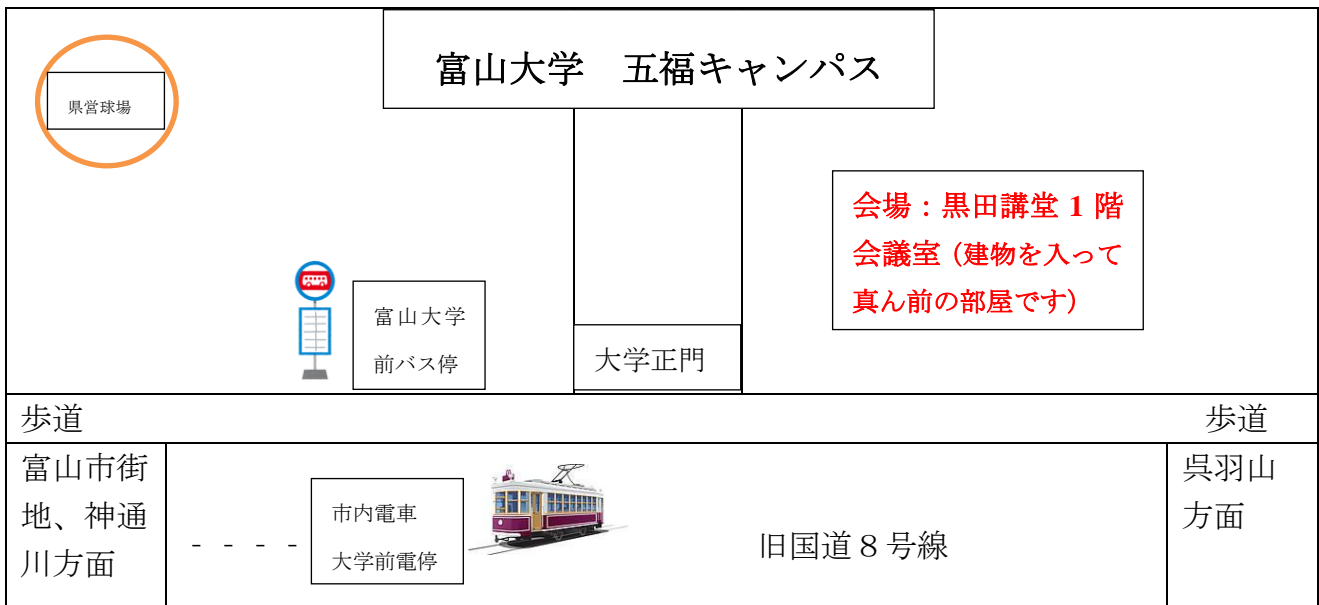 富山大学　五福キャンパス
県営球場
会場：黒田講堂 1 階
会議室（建物を入って
真ん前の部屋です）
富山大学
前バス停
大学正門
歩道
歩道
富山市街
地、神通
川方面
- - - -
市内電車
大学前電停
旧国道８号線
呉羽山
方面